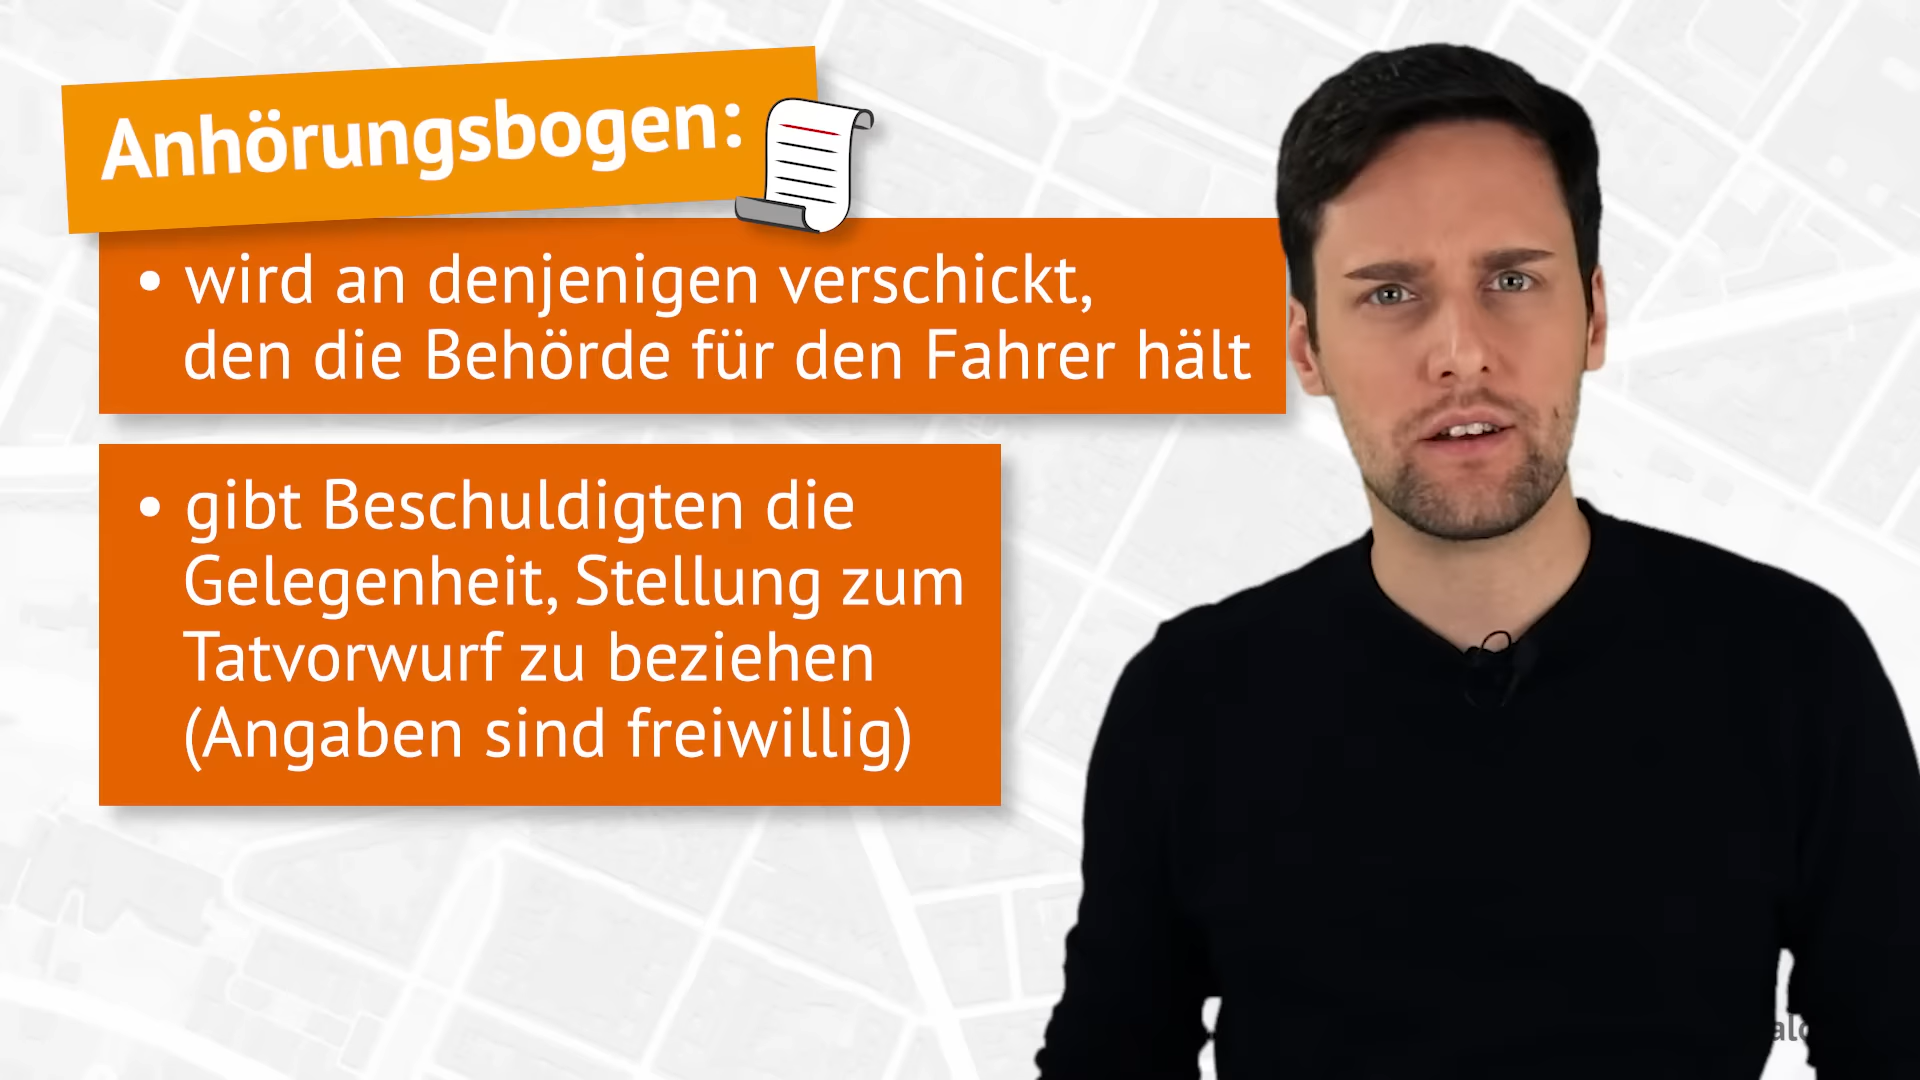 Anhörungsbogen:
• wird an denjenigen verschickt,
den die Behörde für den Fahrer hält
• gibt Beschuldigten die
Gelegenheit, Stellung zum
Tatvorwurf zu beziehen
(Angaben sind freiwillig)